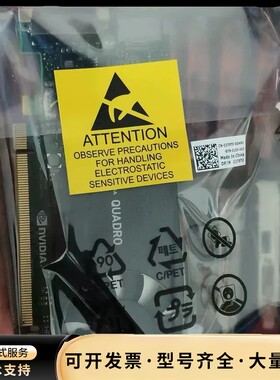 ATTENTION
OBSERVE PRECAUTIONS
FOR HANDLING
ELECTROSTATIC
SENSITIVE DEVICES
Made in China
NVIDIA
QUADRO
90
C/PET
페트
C/PET
式服务
支持
可开发票·型号齐全·大量